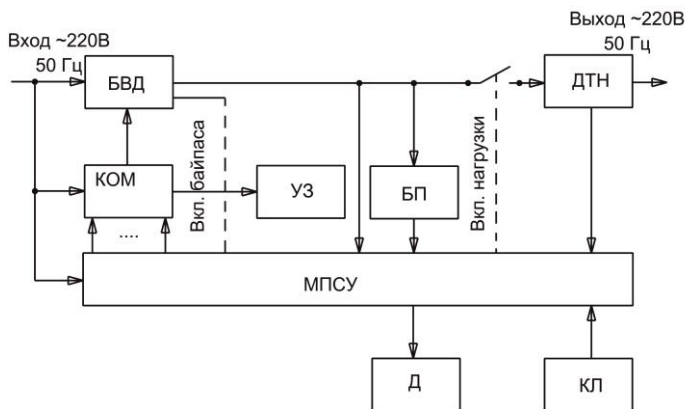 Вход ~220В
50 Гц
Выход ~220В
50 Гц
БВД
ДТН
КОМ
Вкл. байпаса
УЗ
БП
Вкл. нагрузки
....
МПСУ
Д
КЛ